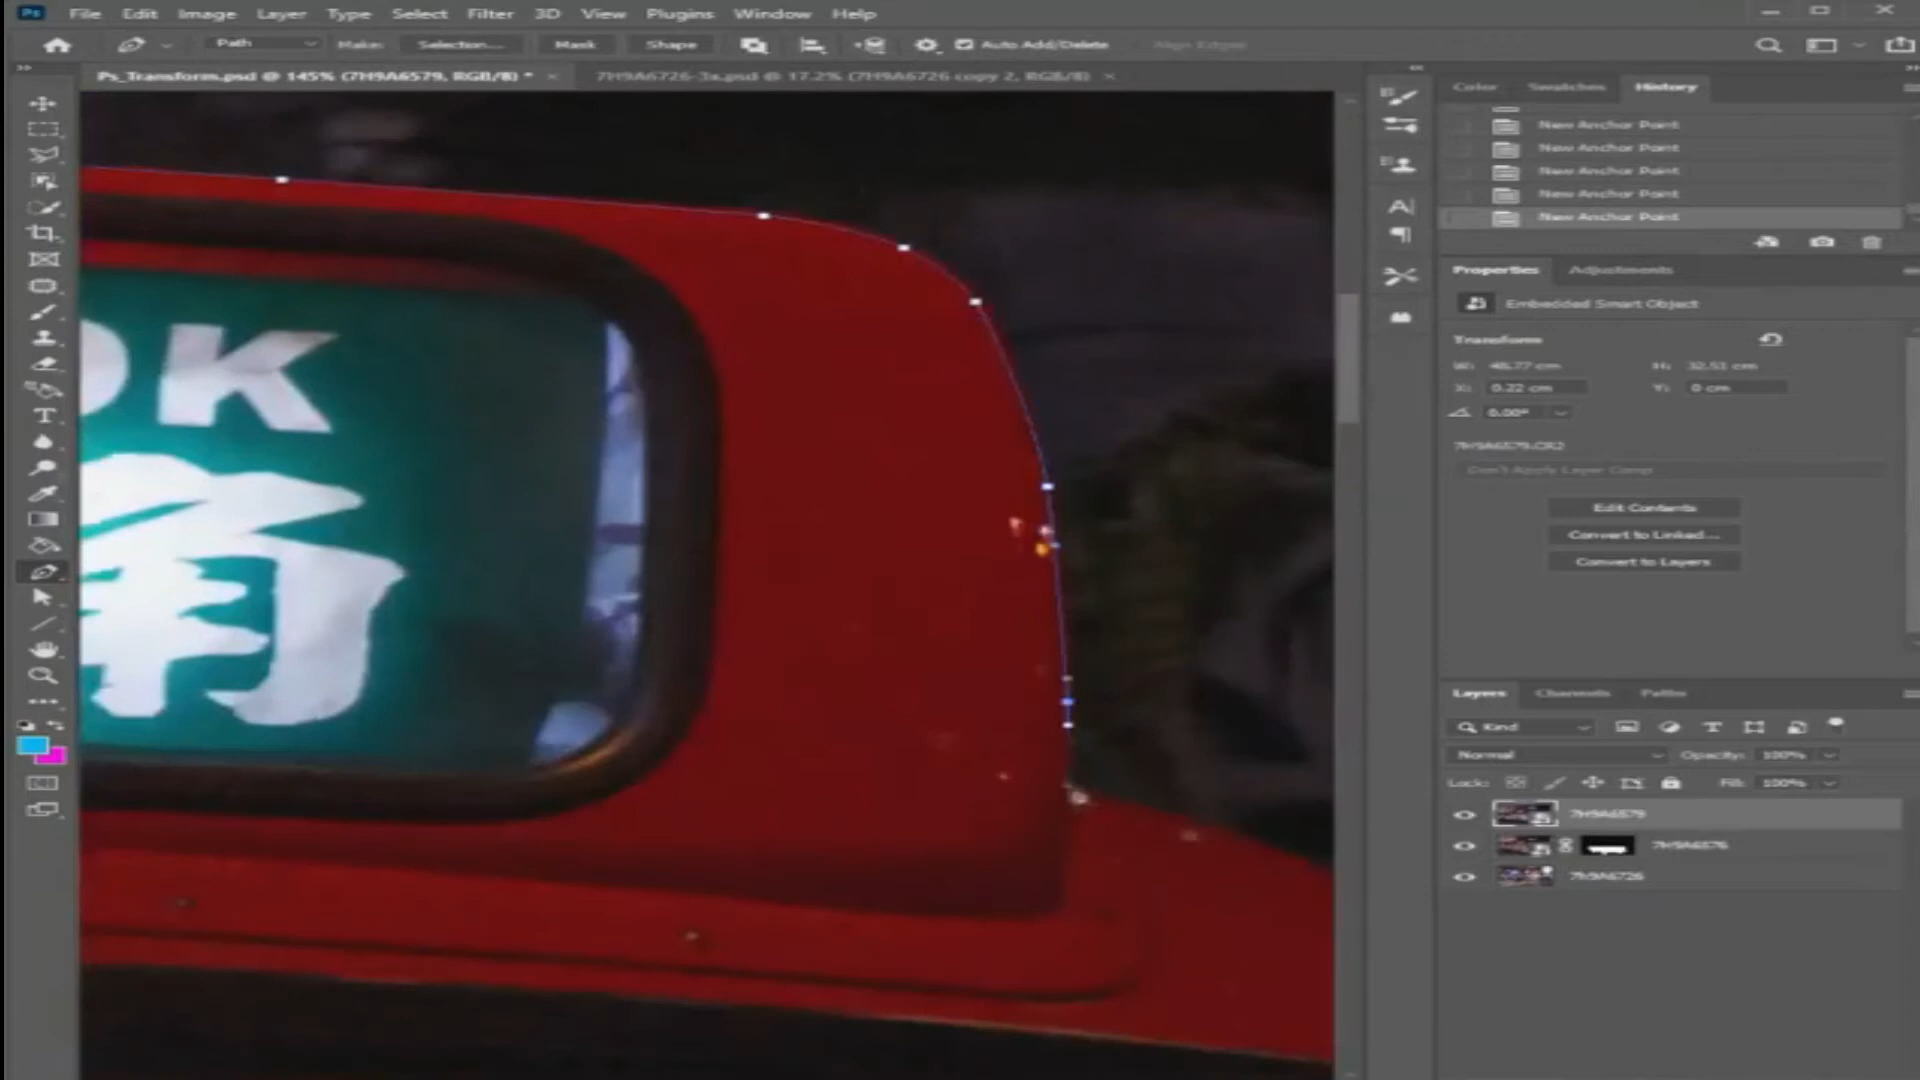 Ps File Edit Image Layer Type Select Filter 3D View Plugins Window Help
Path Make: Selection... Mask Shape Auto Add/Delete Align Edges
Ps_Transform.psd @ 145% (7H9A6579, RGB/8) * × 7H9A6726-3x.psd @ 17.2% (7H9A6726 copy 2, RGB/8) ×
Color Swatches History
New Anchor Point
New Anchor Point
New Anchor Point
New Anchor Point
New Anchor Point
Properties Adjustments
Embedded Smart Object
Transform
W: 48.77 cm H: 32.51 cm
X: 0.22 cm Y: 0 cm
0.00°
7H9A6579.CR2
Don't Apply Layer Comp
Edit Contents
Convert to Linked...
Convert to Layers
Layers Channels Paths
Kind
Normal Opacity: 100%
Lock: Fill: 100%
7H9A6579
7H9A6576
7H9A6726
OK